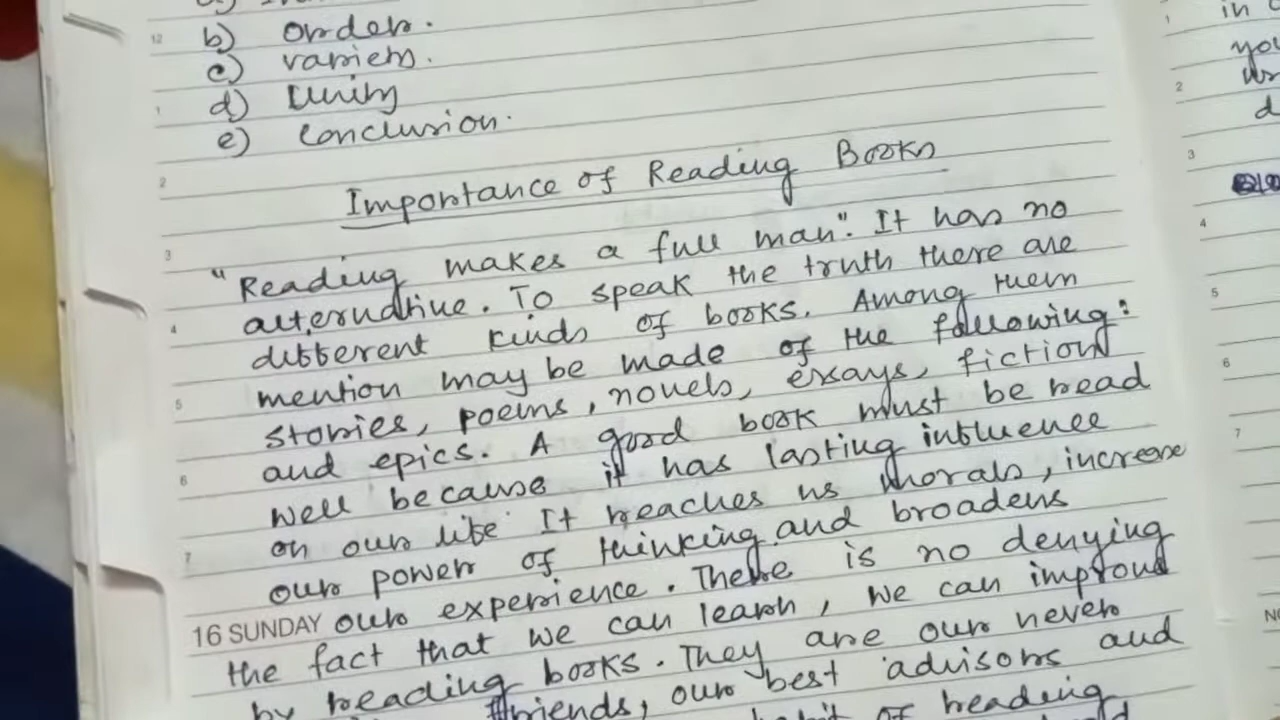 b) order.
c) variety.
d) Unity
e) Conclusion.
Importance of Reading Books
"Reading makes a full man". It has no
alternative. To speak the truth there are
different kinds of books. Among them
mention may be made of the following:
stories, poems, novels, essays, fiction
and epics. A good book must be read
well because it has lasting influence
on our life It teaches us morals, increase
our power of thinking and broadens
16 SUNDAY our experience. There is no denying
the fact that we can learn, we can improve
by reading books. They are our never
friends, our best advisors and
habit of reading